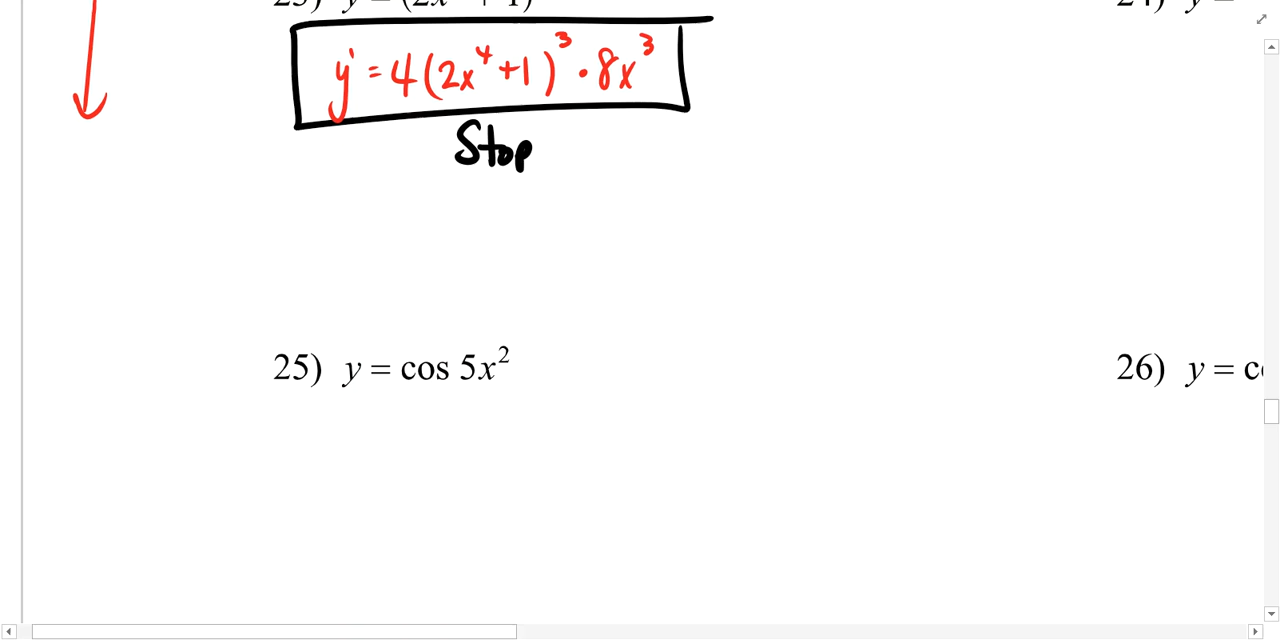 y' = 4(2x⁴+1)³ · 8x³
Stop
25) y = cos 5x²
26) y =